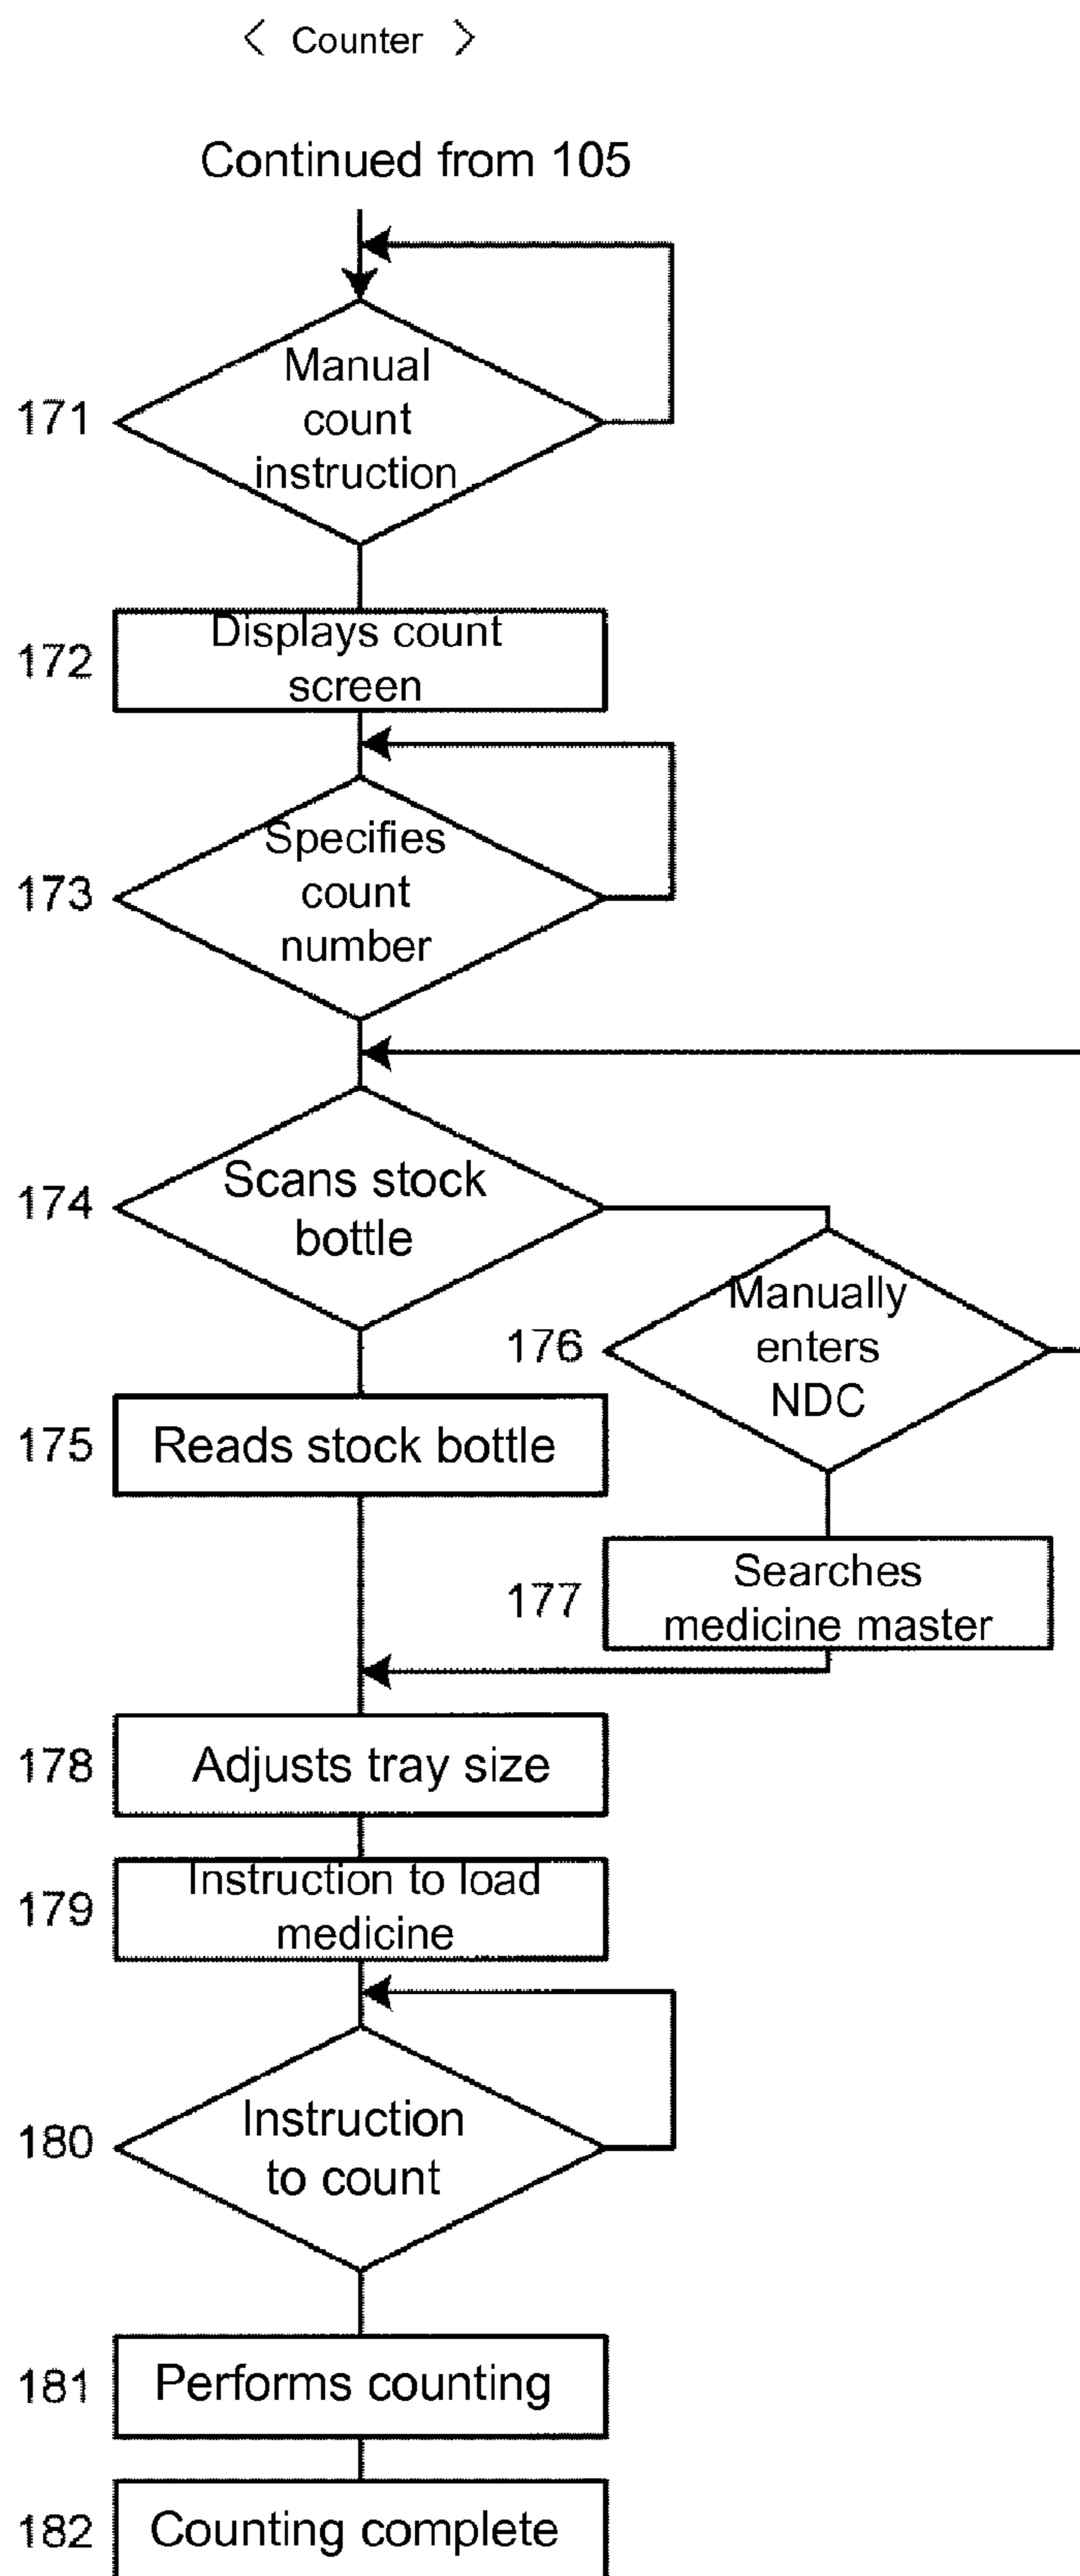 < Counter >
Continued from 105
171
Manual
count
instruction
172
Displays count
screen
173
Specifies
count
number
174
Scans stock
bottle
176
Manually
enters
NDC
175
Reads stock bottle
177
Searches
medicine master
178
Adjusts tray size
179
Instruction to load
medicine
180
Instruction
to count
181
Performs counting
182
Counting complete